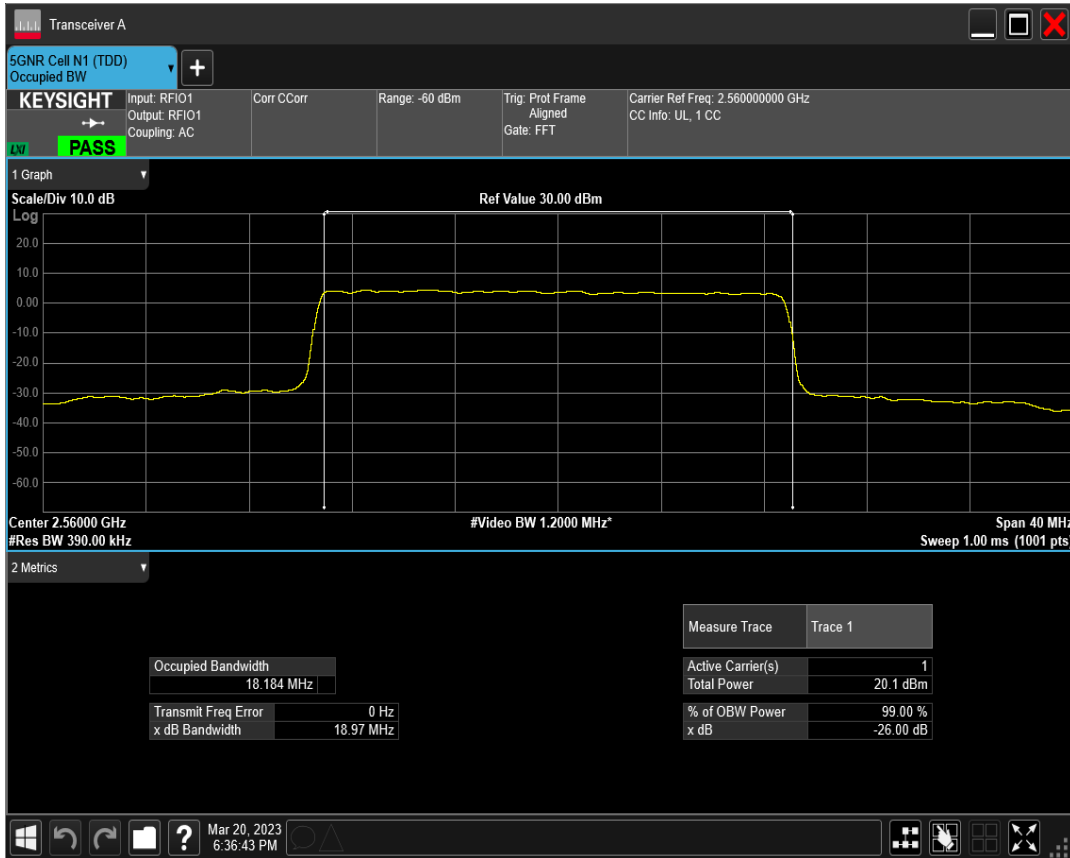 Transceiver A
5GNR Cell N1 (TDD)
Occupied BW
+
KEYSIGHT
LXI
PASS
Input: RFIO1
Output: RFIO1
Coupling: AC
Corr CCorr
Range: -60 dBm
Trig: Prot Frame
Aligned
Gate: FFT
Carrier Ref Freq: 2.560000000 GHz
CC Info: UL, 1 CC
1 Graph
Scale/Div 10.0 dB
Ref Value 30.00 dBm
Log
20.0
10.0
0.00
-10.0
-20.0
-30.0
-40.0
-50.0
-60.0
Center 2.56000 GHz
#Video BW 1.2000 MHz*
Span 40 MHz
#Res BW 390.00 kHz
Sweep 1.00 ms (1001 pts)
2 Metrics
Measure Trace Trace 1
Occupied Bandwidth
18.184 MHz
Active Carrier(s) 1
Total Power 20.1 dBm
Transmit Freq Error 0 Hz
x dB Bandwidth 18.97 MHz
% of OBW Power 99.00 %
x dB -26.00 dB
?
Mar 20, 2023
6:36:43 PM